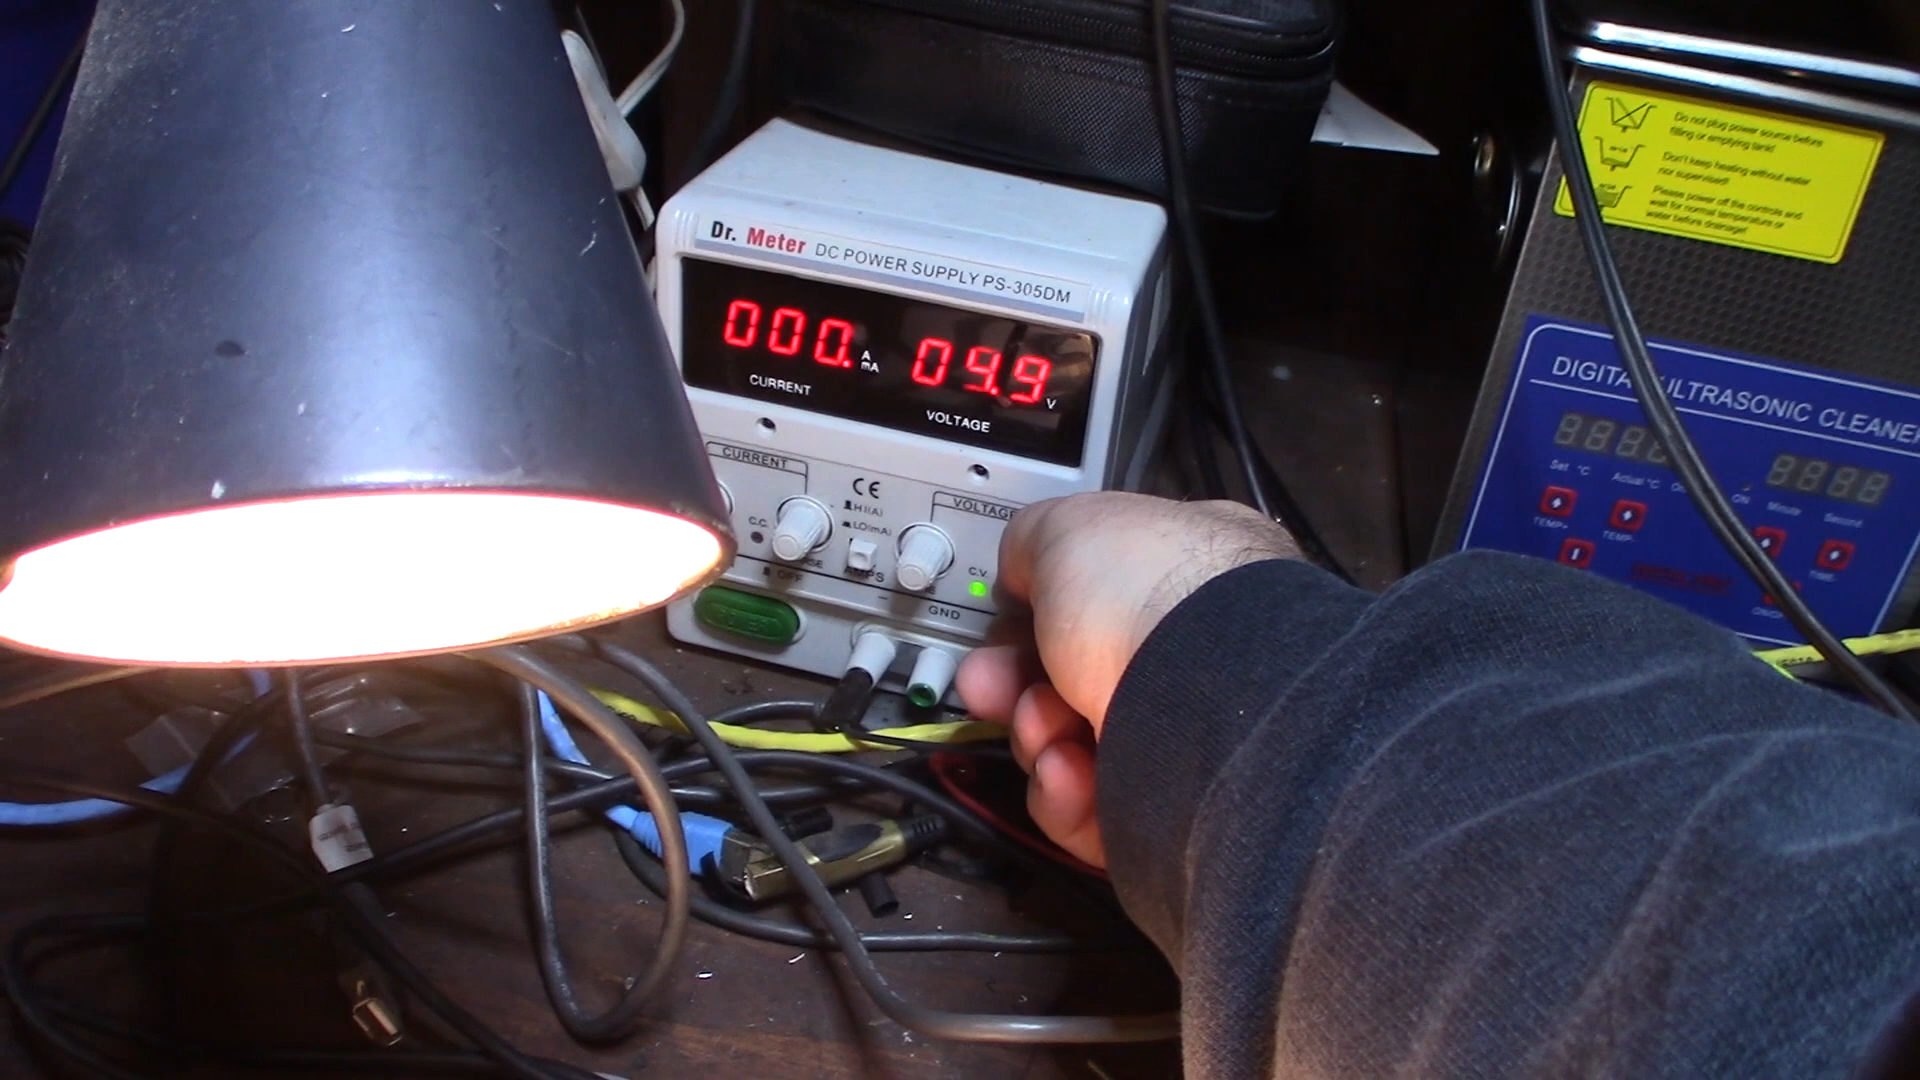 Do not plug power source before
filling or emptying tank!
Don't keep heating without water
nor supervised!
Please power off the controls and
wait for normal temperature or
water before drainage!
Dr. Meter DC POWER SUPPLY PS-305DM
000. A
mA
09.9 V
CURRENT
VOLTAGE
CURRENT
CE
HI(A)
LO(mA)
AMPS
VOLTAGE
C.C.
C.V.
OFF
GND
DIGITAL ULTRASONIC CLEANER
Set °C
Actual °C
ON
Minute
Second
TEMP+
TEMP-
TIME-